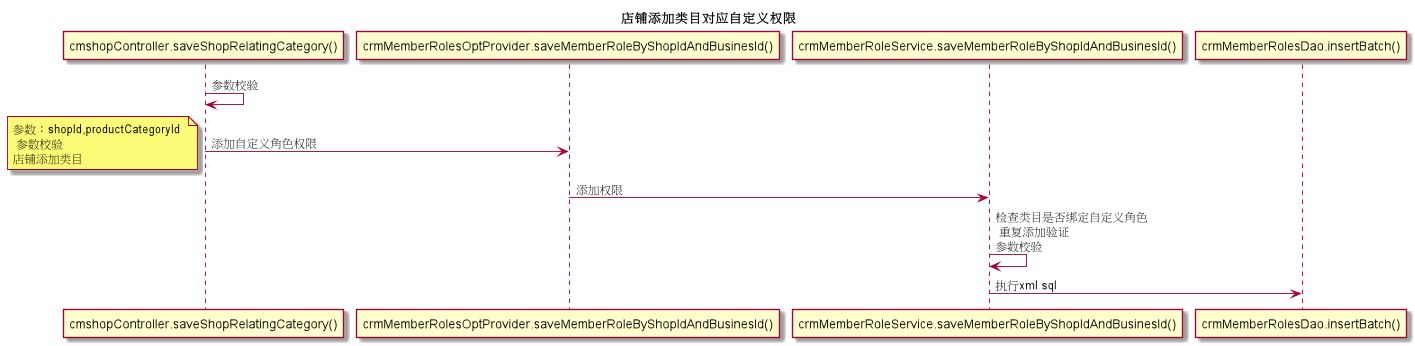 店铺添加类目对应自定义权限
cmshopController.saveShopRelatingCategory()
crmMemberRolesOptProvider.saveMemberRoleByShopIdAndBusinesId()
crmMemberRoleService.saveMemberRoleByShopIdAndBusinesId()
crmMemberRolesDao.insertBatch()
参数校验
参数：shopId,productCategoryId
参数校验
店铺添加类目
添加自定义角色权限
添加权限
检查类目是否绑定自定义角色
重复添加验证
参数校验
执行xml sql
cmshopController.saveShopRelatingCategory()
crmMemberRolesOptProvider.saveMemberRoleByShopIdAndBusinesId()
crmMemberRoleService.saveMemberRoleByShopIdAndBusinesId()
crmMemberRolesDao.insertBatch()